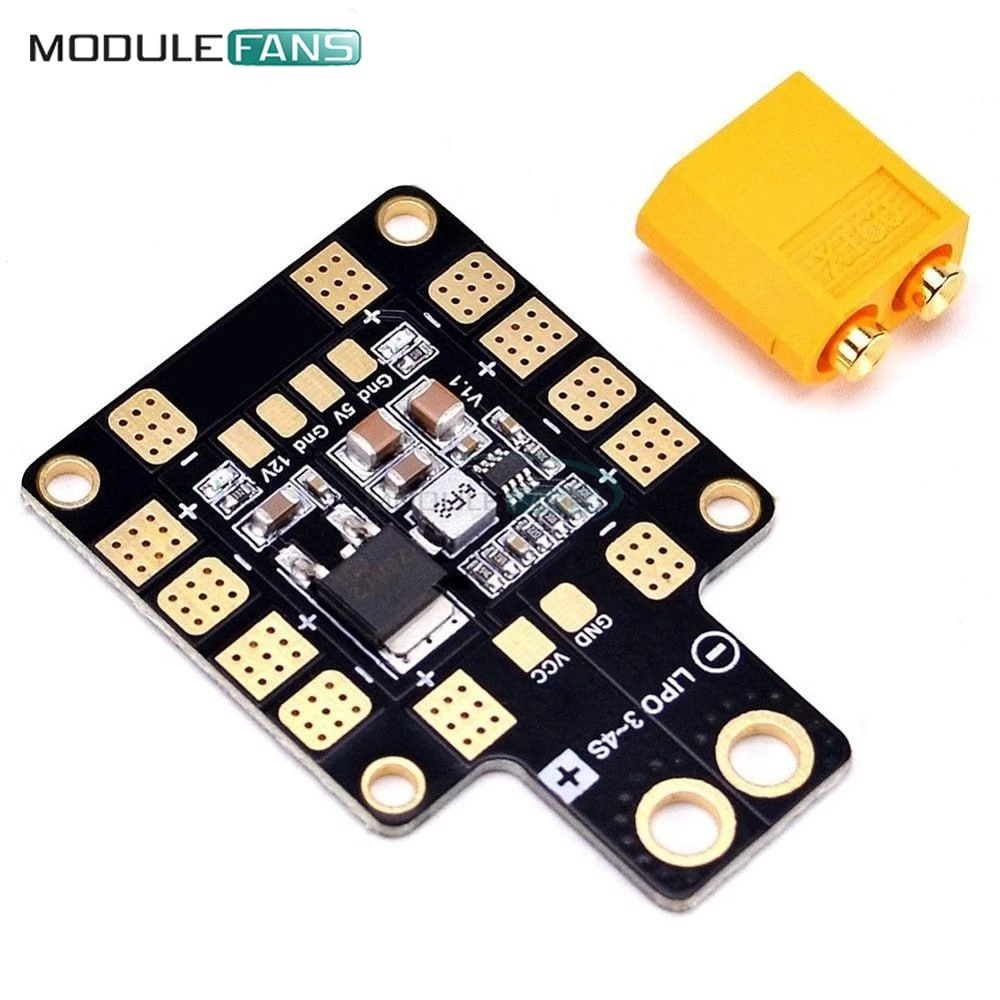 MODULEFANS
+
-
+
-
V1.1
Gnd
5V
Gnd
12V
+
-
+
-
+
-
+
GND
VCC
- LIPO 3~4S +